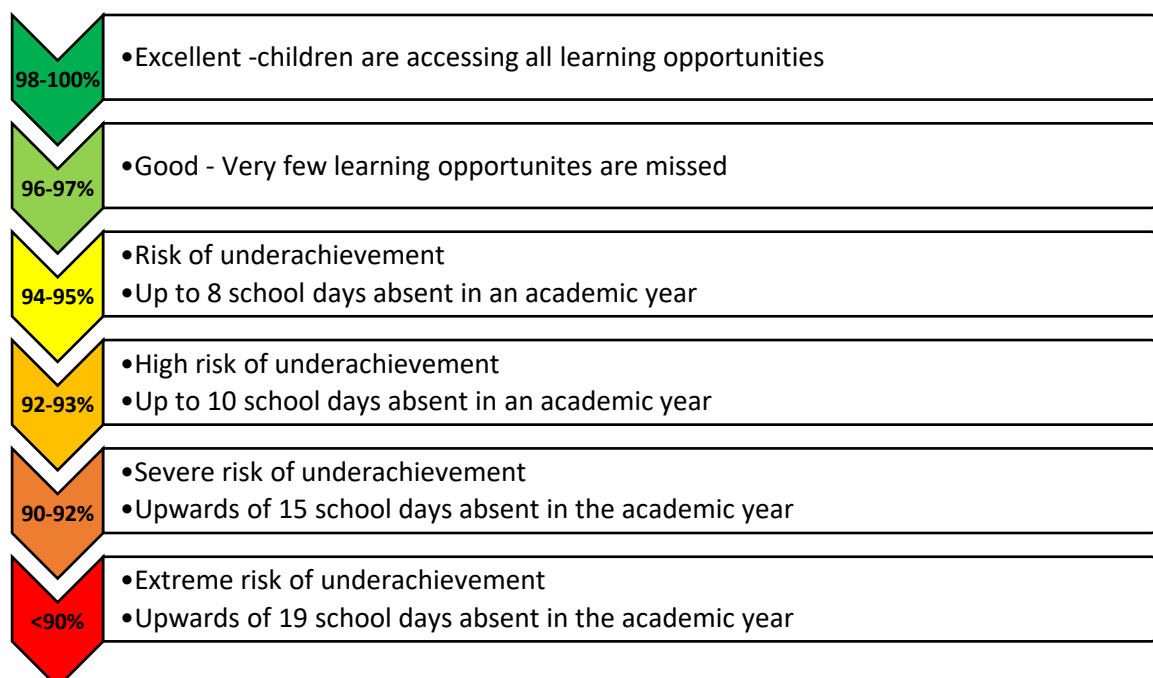 98-100%
•Excellent -children are accessing all learning opportunities
96-97%
•Good - Very few learning opportunites are missed
94-95%
•Risk of underachievement
•Up to 8 school days absent in an academic year
92-93%
•High risk of underachievement
•Up to 10 school days absent in an academic year
90-92%
•Severe risk of underachievement
•Upwards of 15 school days absent in the academic year
<90%
•Extreme risk of underachievement
•Upwards of 19 school days absent in the academic year